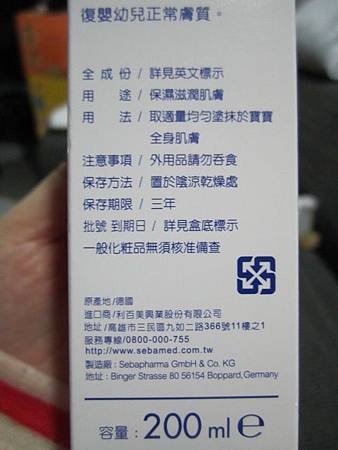 復嬰幼兒正常膚質。
全成份/詳見英文標示
用途/保濕滋潤肌膚
用法/取適量均勻塗抹於寶寶
全身肌膚
注意事項/外用品請勿吞食
保存方法/置於陰涼乾燥處
保存期限/三年
批號 到期日/詳見盒底標示
一般化粧品無須核准備查
原產地/德國
進口商/利百美興業股份有限公司
地址/高雄市三民區九如二路366號11樓之1
服務專線/0800-000-755
http://www.sebamed.com.tw
製造廠:Sebapharma GmbH & Co. KG
地址:Binger Strasse 80 56154 Boppard,Germany
容量:200 ml ℮